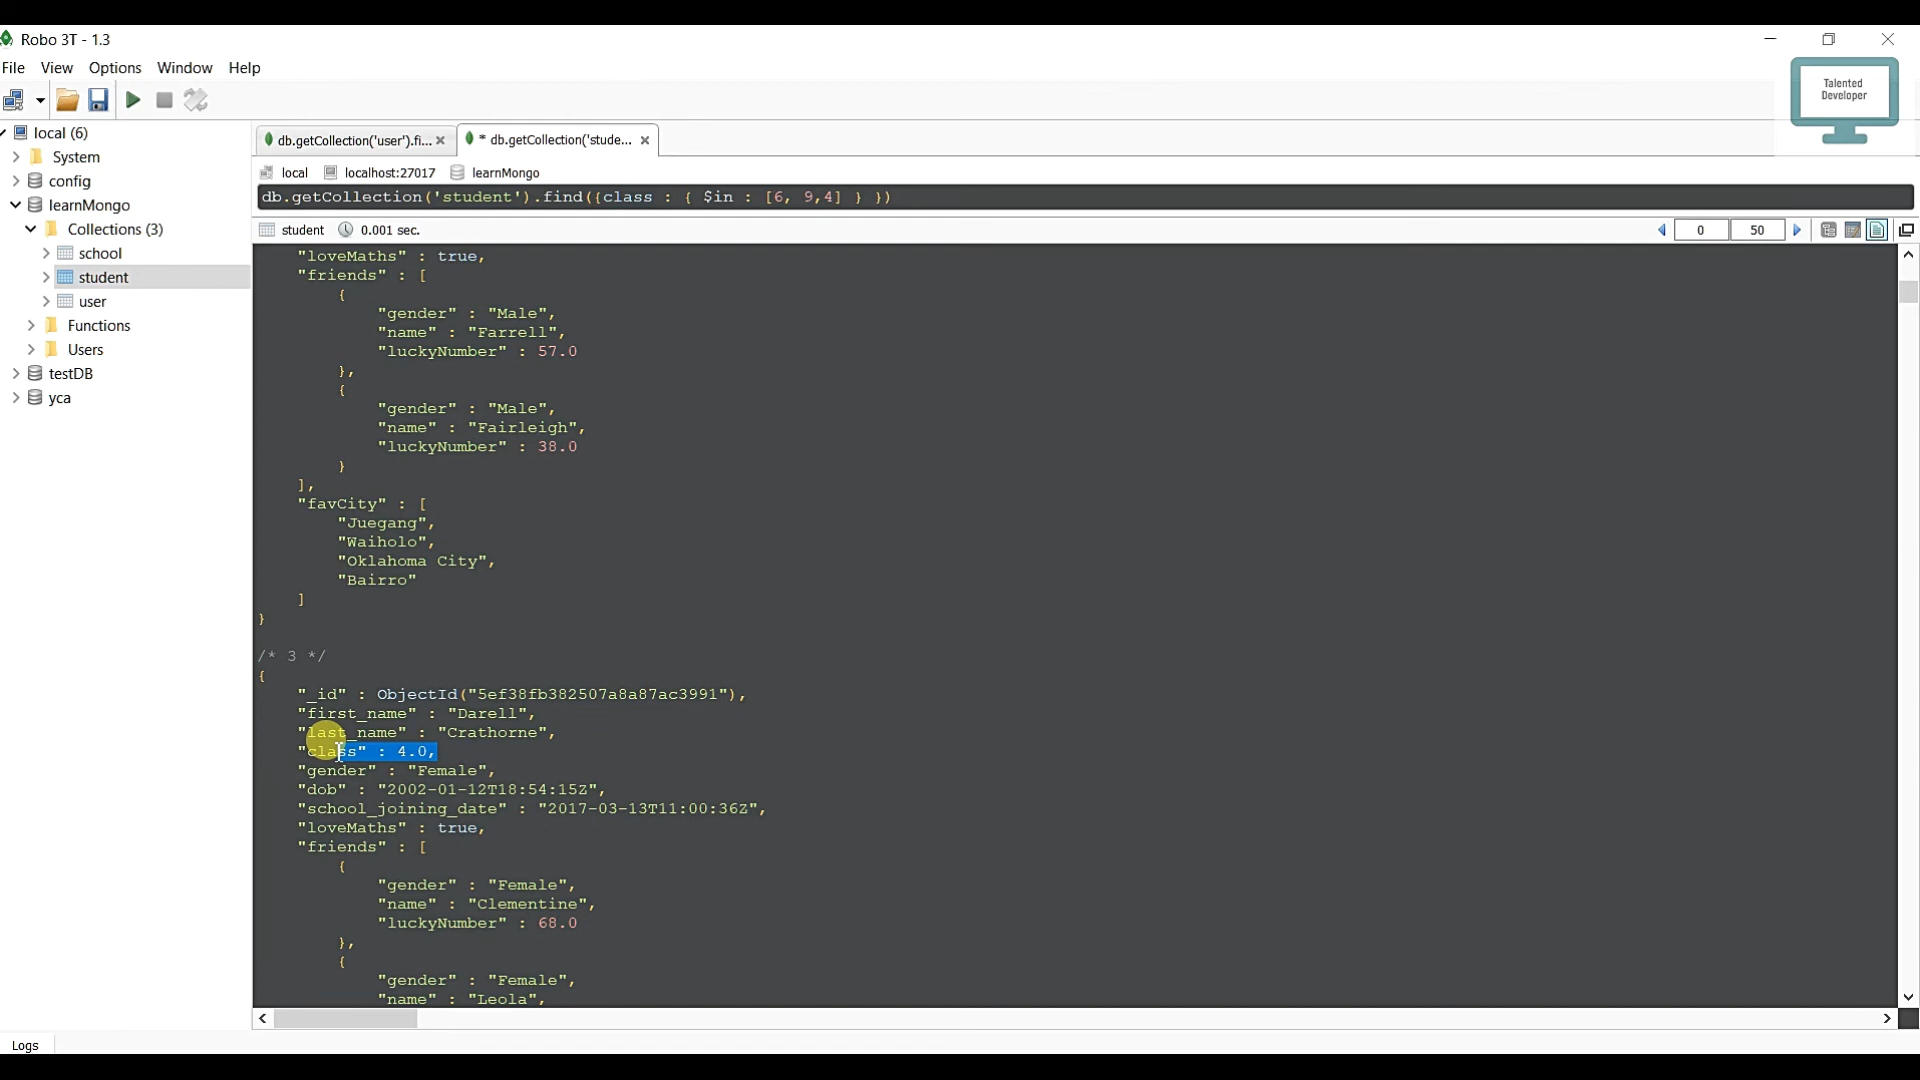 Robo 3T - 1.3
File View Options Window Help
Talented
Developer
local (6)
System
config
learnMongo
Collections (3)
school
student
user
Functions
Users
testDB
yca
db.getCollection('user').fi...
* db.getCollection('stude...
local localhost:27017 learnMongo
db.getCollection('student').find({class : { $in : [6, 9,4] } })
student 0.001 sec.
0 50
"loveMaths" : true,
"friends" : [
{
"gender" : "Male",
"name" : "Farrell",
"luckyNumber" : 57.0
},
{
"gender" : "Male",
"name" : "Fairleigh",
"luckyNumber" : 38.0
}
],
"favCity" : [
"Juegang",
"Waiholo",
"Oklahoma City",
"Bairro"
]
}
/* 3 */
{
"_id" : ObjectId("5ef38fb382507a8a87ac3991"),
"first_name" : "Darell",
"last_name" : "Crathorne",
"class" : 4.0,
"gender" : "Female",
"dob" : "2002-01-12T18:54:15Z",
"school_joining_date" : "2017-03-13T11:00:36Z",
"loveMaths" : true,
"friends" : [
{
"gender" : "Female",
"name" : "Clementine",
"luckyNumber" : 68.0
},
{
"gender" : "Female",
"name" : "Leola",
Logs